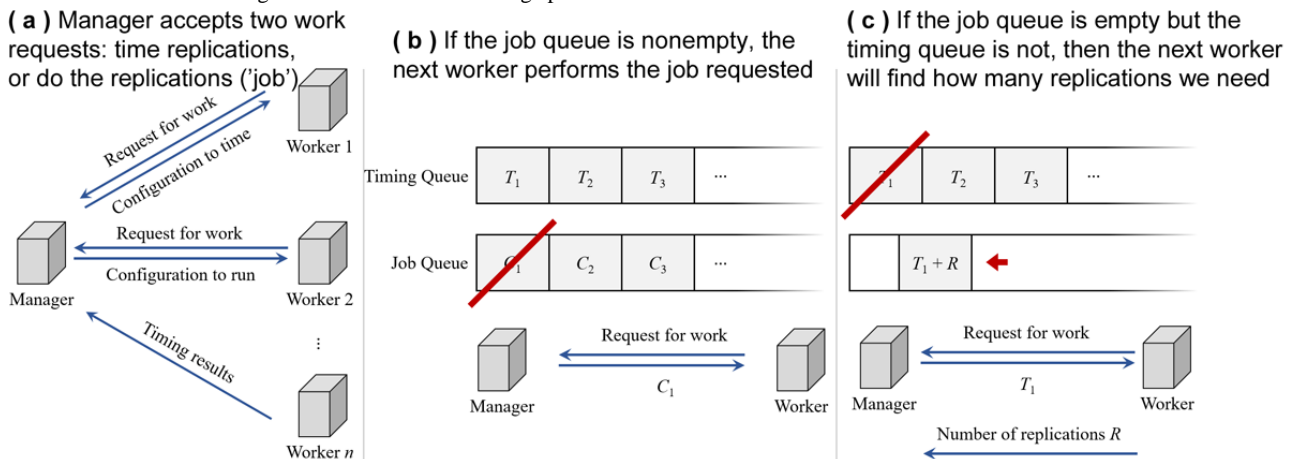 ( a ) Manager accepts two work
requests: time replications,
or do the replications ('job')
Request for work
Configuration to time
Worker 1
Request for work
Configuration to run
Manager
Worker 2
Timing results
⋮
Worker n
( b ) If the job queue is nonempty, the
next worker performs the job requested
Timing Queue T1 T2 T3 ...
Job Queue C1 C2 C3 ...
Request for work
C1
Manager Worker
( c ) If the job queue is empty but the
timing queue is not, then the next worker
will find how many replications we need
T1 T2 T3 ...
T1 + R
Request for work
T1
Manager Worker
Number of replications R